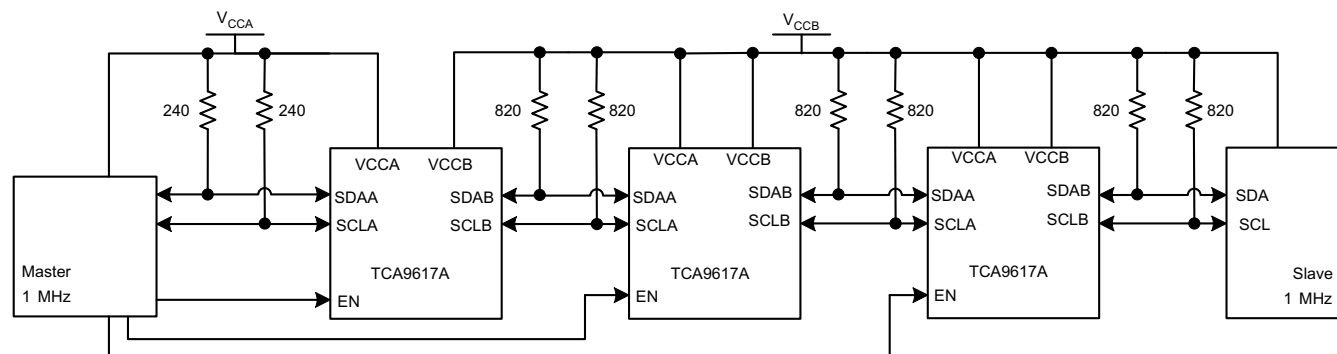 V_CCA
V_CCB
240
240
820
820
820
820
820
820
VCCA
VCCB
VCCA
VCCB
VCCA
VCCB
SDAA
SDAB
SDAA
SDAB
SDAA
SDAB
SDA
SCLA
SCLB
SCLA
SCLB
SCLA
SCLB
SCL
Master
1 MHz
TCA9617A
TCA9617A
TCA9617A
Slave
1 MHz
EN
EN
EN